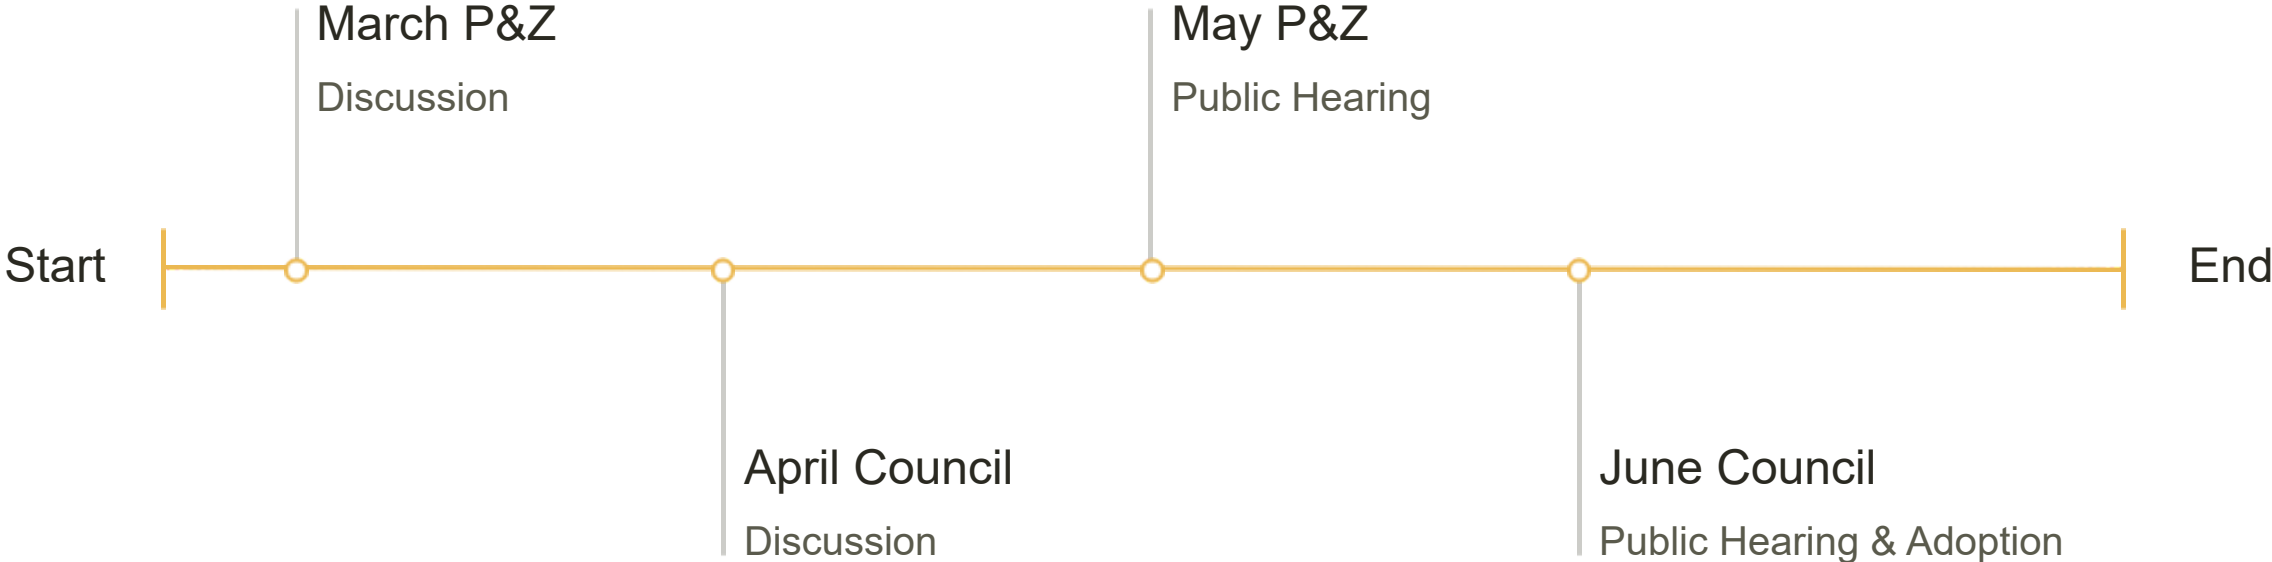 March P&Z
Discussion
May P&Z
Public Hearing
Start
End
April Council
Discussion
June Council
Public Hearing & Adoption